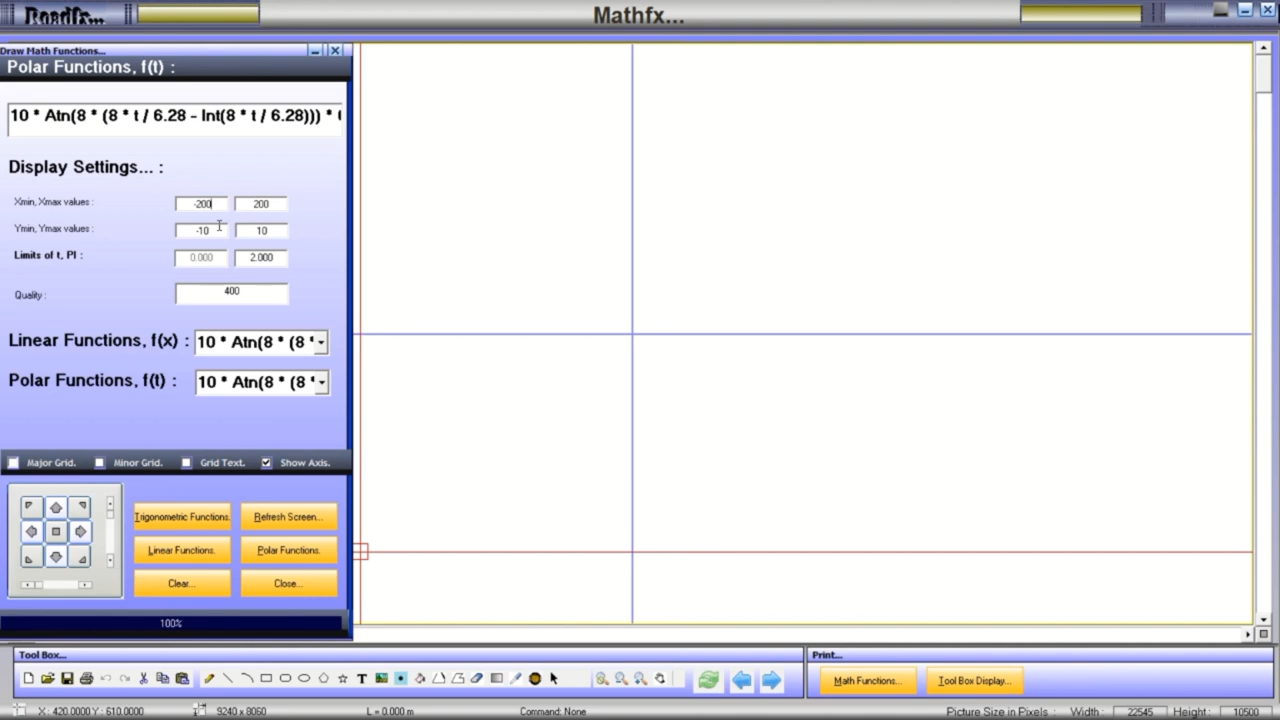 Roadfx...
Mathfx...
Draw Math Functions...
Polar Functions, f(t) :
10 * Atn(8 * (8 * t / 6.28 - Int(8 * t / 6.28))) *
Display Settings... :
Xmin, Xmax values : -200 200
Ymin, Ymax values : -10 10
Limits of t, PI : 0.000 2.000
Quality : 400
Linear Functions, f(x) : 10 * Atn(8 * (8 *
Polar Functions, f(t) : 10 * Atn(8 * (8 *
Major Grid. Minor Grid. Grid Text. Show Axis.
Trigonometric Functions. Refresh Screen...
Linear Functions. Polar Functions.
Clear... Close...
100%
Tool Box... Print...
T Math Functions... Tool Box Display...
X : 420.0000 Y : 610.0000 9240 x 8060 L = 0.000 m Command: None Picture Size in Pixels : Width : 22545 Height : 10500